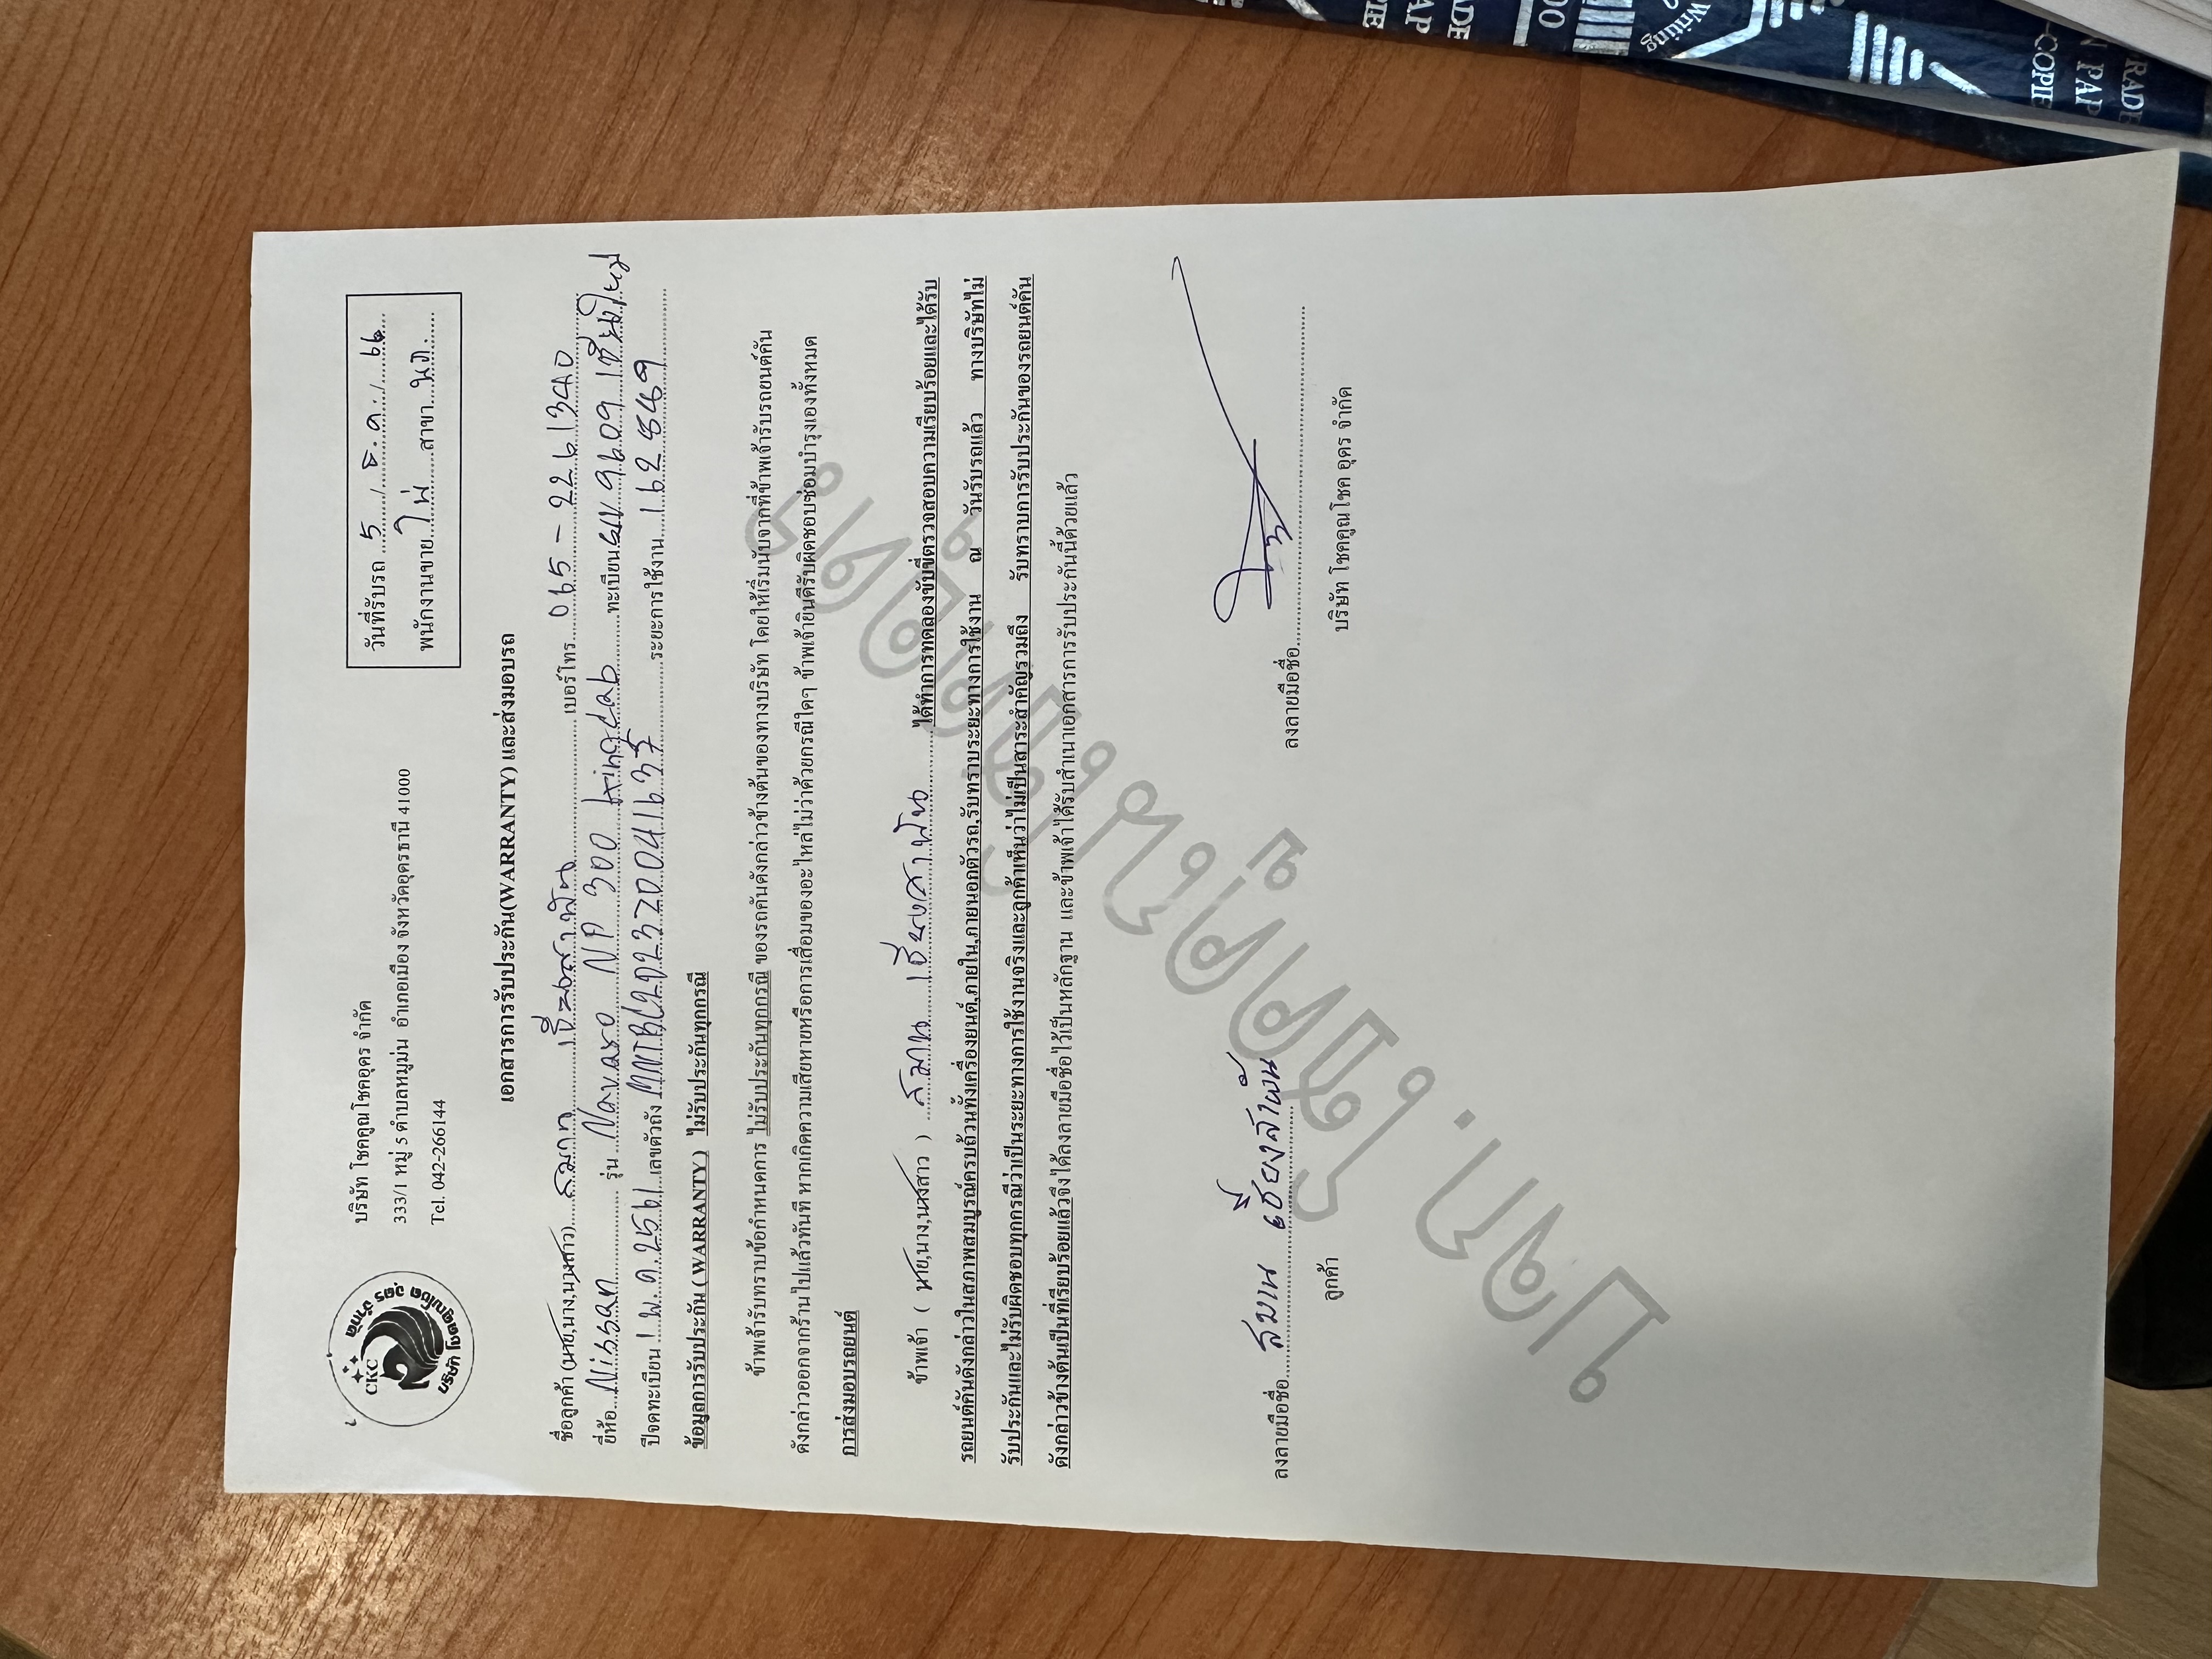 บริษัท โชคคูณโชคอุดร จำกัด
333/1 หมู่ 5 ตำบลหมูม่น อำเภอเมือง จังหวัดอุดรธานี 41000
Tel. 042-266144
CKC
บริษัท โชคคูณโชค อุดร จำกัด
วันที่รับรถ 5 / ธ.ค. / 66
พนักงานขาย สาขา
เอกสารการรับประกัน(WARRANTY) และส่งมอบรถ
ชื่อลูกค้า (นาย,นาง,นางสาว) สมาน เชียงสาพันธ์ เบอร์โทร 065-2261340
ยี่ห้อ Nissan รุ่น Navara NP 300 kingcab ทะเบียน 9609 เชียงใหม่
ปีจดทะเบียน 1 พ.ค. 2561 เลขตัวถัง ระยะการใช้งาน 162849
ข้อมูลการรับประกัน ( WARRANTY ) ไม่รับประกันทุกกรณี
ข้าพเจ้ารับทราบข้อกำหนดการ ไม่รับประกันทุกกรณี ของรถคันดังกล่าวข้างต้นของทางบริษัท โดยให้เริ่มนับจากที่ข้าพเจ้ารับรถยนต์คัน
ดังกล่าวออกจากร้านไปแล้วทันที หากเกิดความเสียหายหรือการเสื่อมของอะไหล่ไม่ว่าด้วยกรณีใดๆ ข้าพเจ้ายินดีรับผิดชอบซ่อมบำรุงเองทั้งหมด
การส่งมอบรถยนต์
ข้าพเจ้า ( นาย,นาง,นางสาว ) สมาน ได้ทำการทดลองขับขี่ตรวจสอบความเรียบร้อยและได้รับ
รถยนต์คันดังกล่าวในสภาพสมบูรณ์ครบถ้วนทั้งเครื่องยนต์,ภายใน,ภายนอกตัวรถ,รับทราบระยะทางการใช้งาน ณ วันรับรถแล้ว ทางบริษัทไม่
รับประกันและไม่รับผิดชอบทุกกรณีว่าเป็นระยะทางการใช้งานจริงและลูกค้าเห็นว่าไม่เป็นสาระสำคัญรวมถึง รับทราบการรับประกันของรถยนต์คัน
ดังกล่าวข้างต้นเป็นที่เรียบร้อยแล้วจึงได้ลงลายมือชื่อไว้เป็นหลักฐาน และข้าพเจ้าได้รับสำเนาเอกสารการรับประกันนี้ด้วยแล้ว
ลงลายมือชื่อ สมาน ลงลายมือชื่อ
ลูกค้า บริษัท โชคคูณโชค อุดร จำกัด
Writing